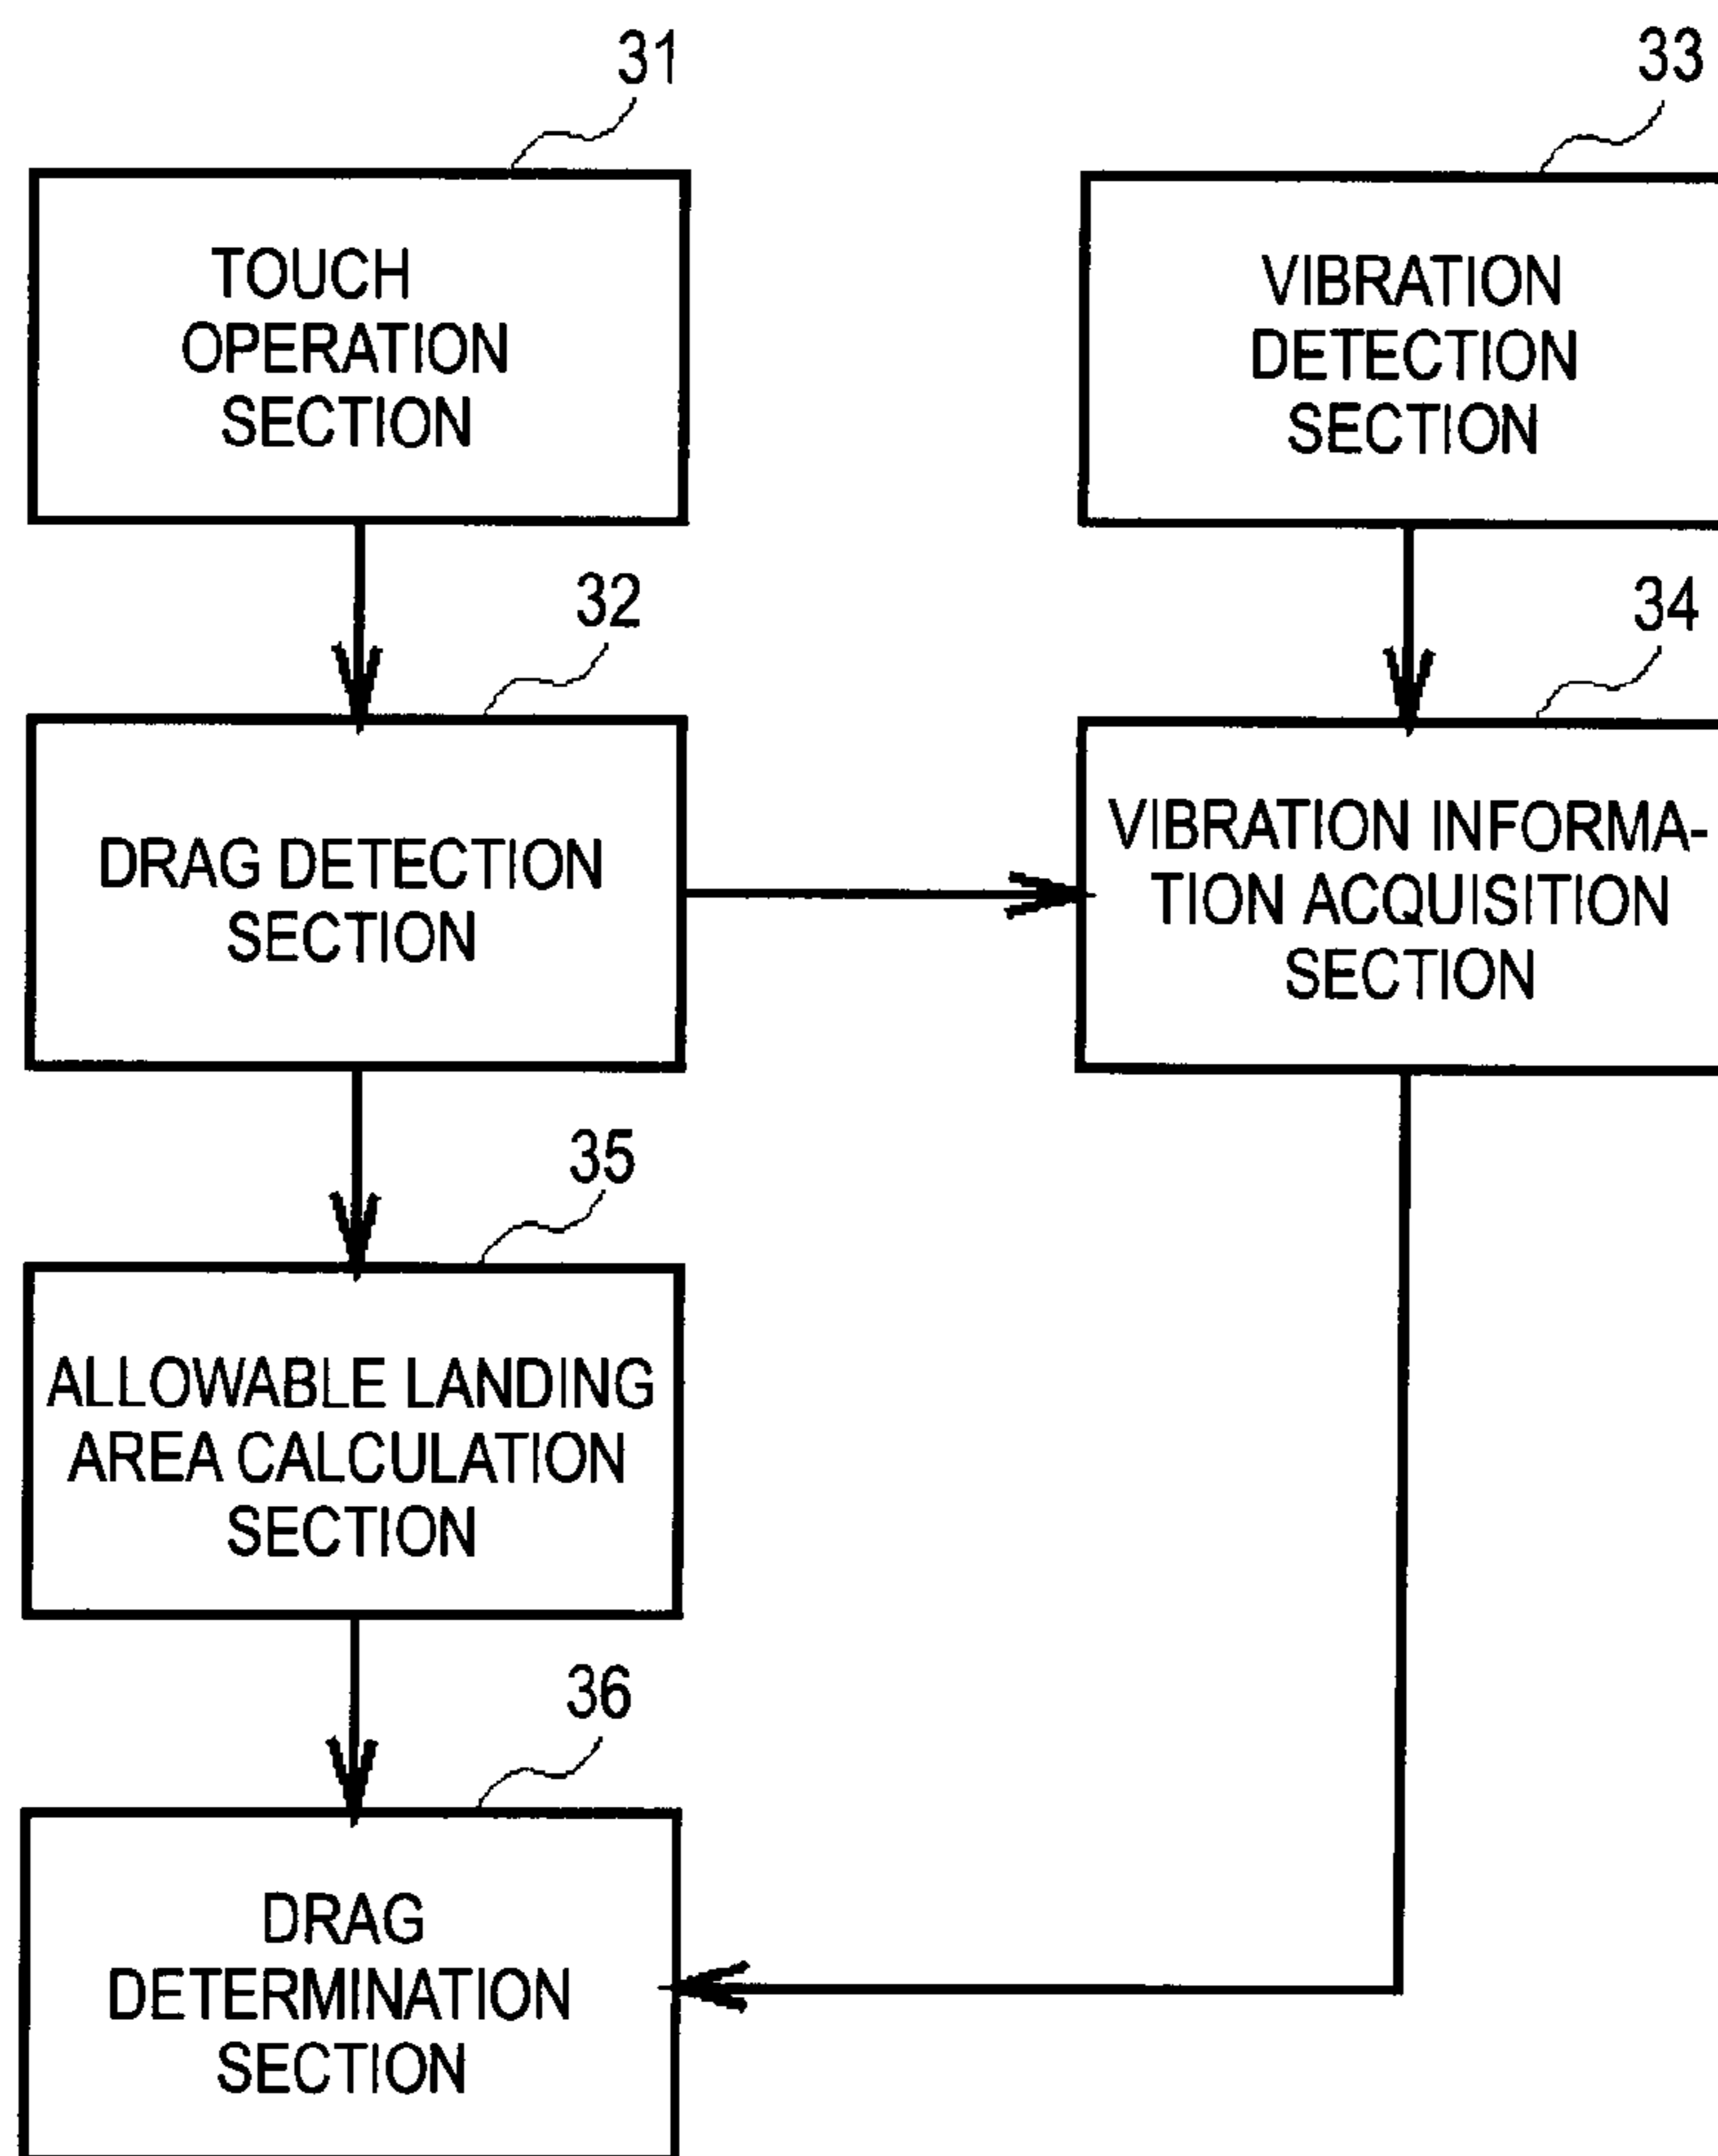 31
TOUCH
OPERATION
SECTION
33
VIBRATION
DETECTION
SECTION
32
DRAG DETECTION
SECTION
34
VIBRATION INFORMA-
TION ACQUISITION
SECTION
35
ALLOWABLE LANDING
AREA CALCULATION
SECTION
36
DRAG
DETERMINATION
SECTION